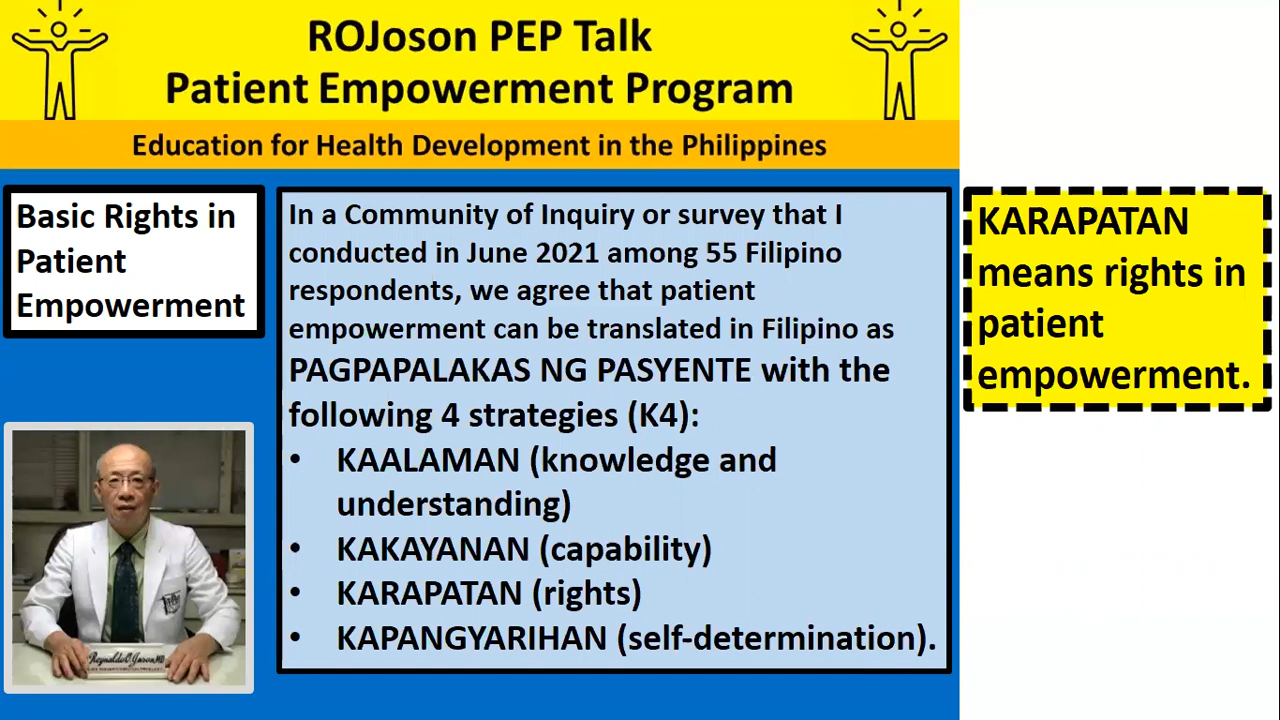 ROJoson PEP Talk
Patient Empowerment Program
Education for Health Development in the Philippines
Basic Rights in
Patient
Empowerment
In a Community of Inquiry or survey that I
conducted in June 2021 among 55 Filipino
respondents, we agree that patient
empowerment can be translated in Filipino as
PAGPAPALAKAS NG PASYENTE with the
following 4 strategies (K4):
• KAALAMAN (knowledge and
understanding)
• KAKAYANAN (capability)
• KARAPATAN (rights)
• KAPANGYARIHAN (self-determination).
KARAPATAN
means rights in
patient
empowerment.
Reynaldo O. Joson, MD